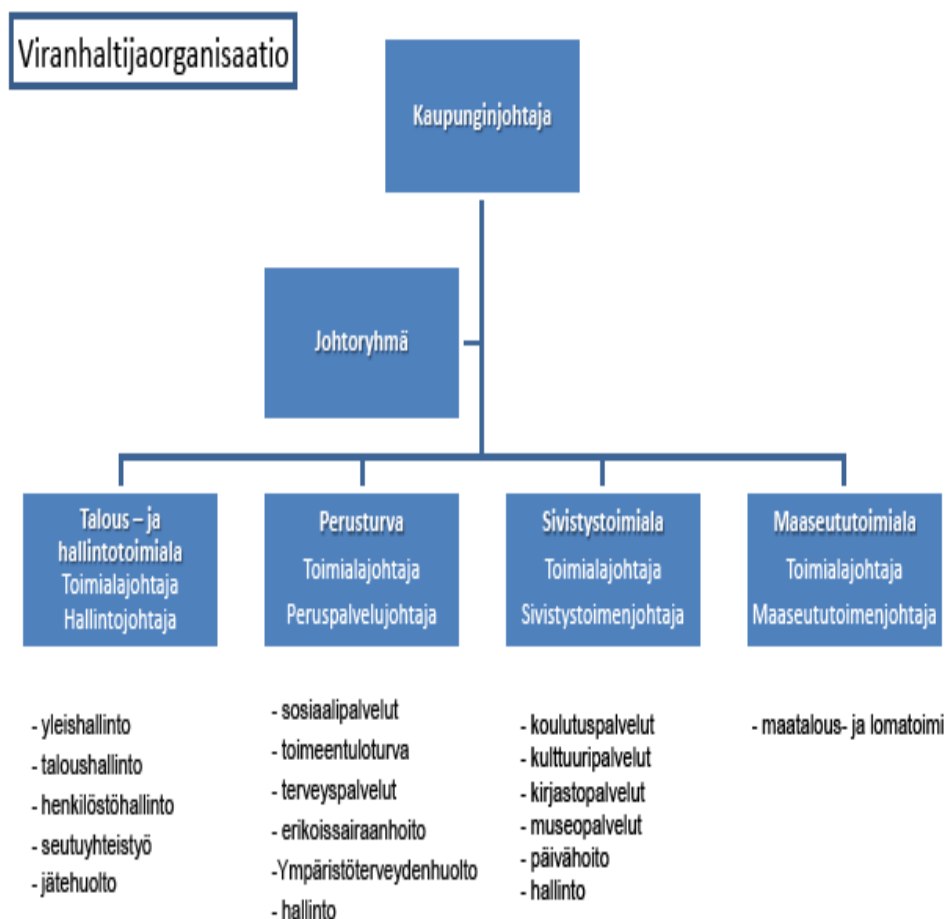 Viranhaltijaorganisaatio
Kaupunginjohtaja
Johtoryhmä
Talous – ja
hallintotoimiala
Toimialajohtaja
Hallintojohtaja
Perusturva
Toimialajohtaja
Peruspalvelujohtaja
Sivistystoimiala
Toimialajohtaja
Sivistystoimenjohtaja
Maaseututoimiala
Toimialajohtaja
Maaseututoimenjohtaja
- yleishallinto
- taloushallinto
- henkilöstöhallinto
- seutuyhteistyö
- jätehuolto
- sosiaalipalvelut
- toimeentuloturva
- terveyspalvelut
- erikoissairaanhoito
-Ympäristöterveydenhuolto
- hallinto
- koulutuspalvelut
- kulttuuripalvelut
- kirjastopalvelut
- museopalvelut
- päivähoito
- hallinto
- maatalous- ja lomatoimi